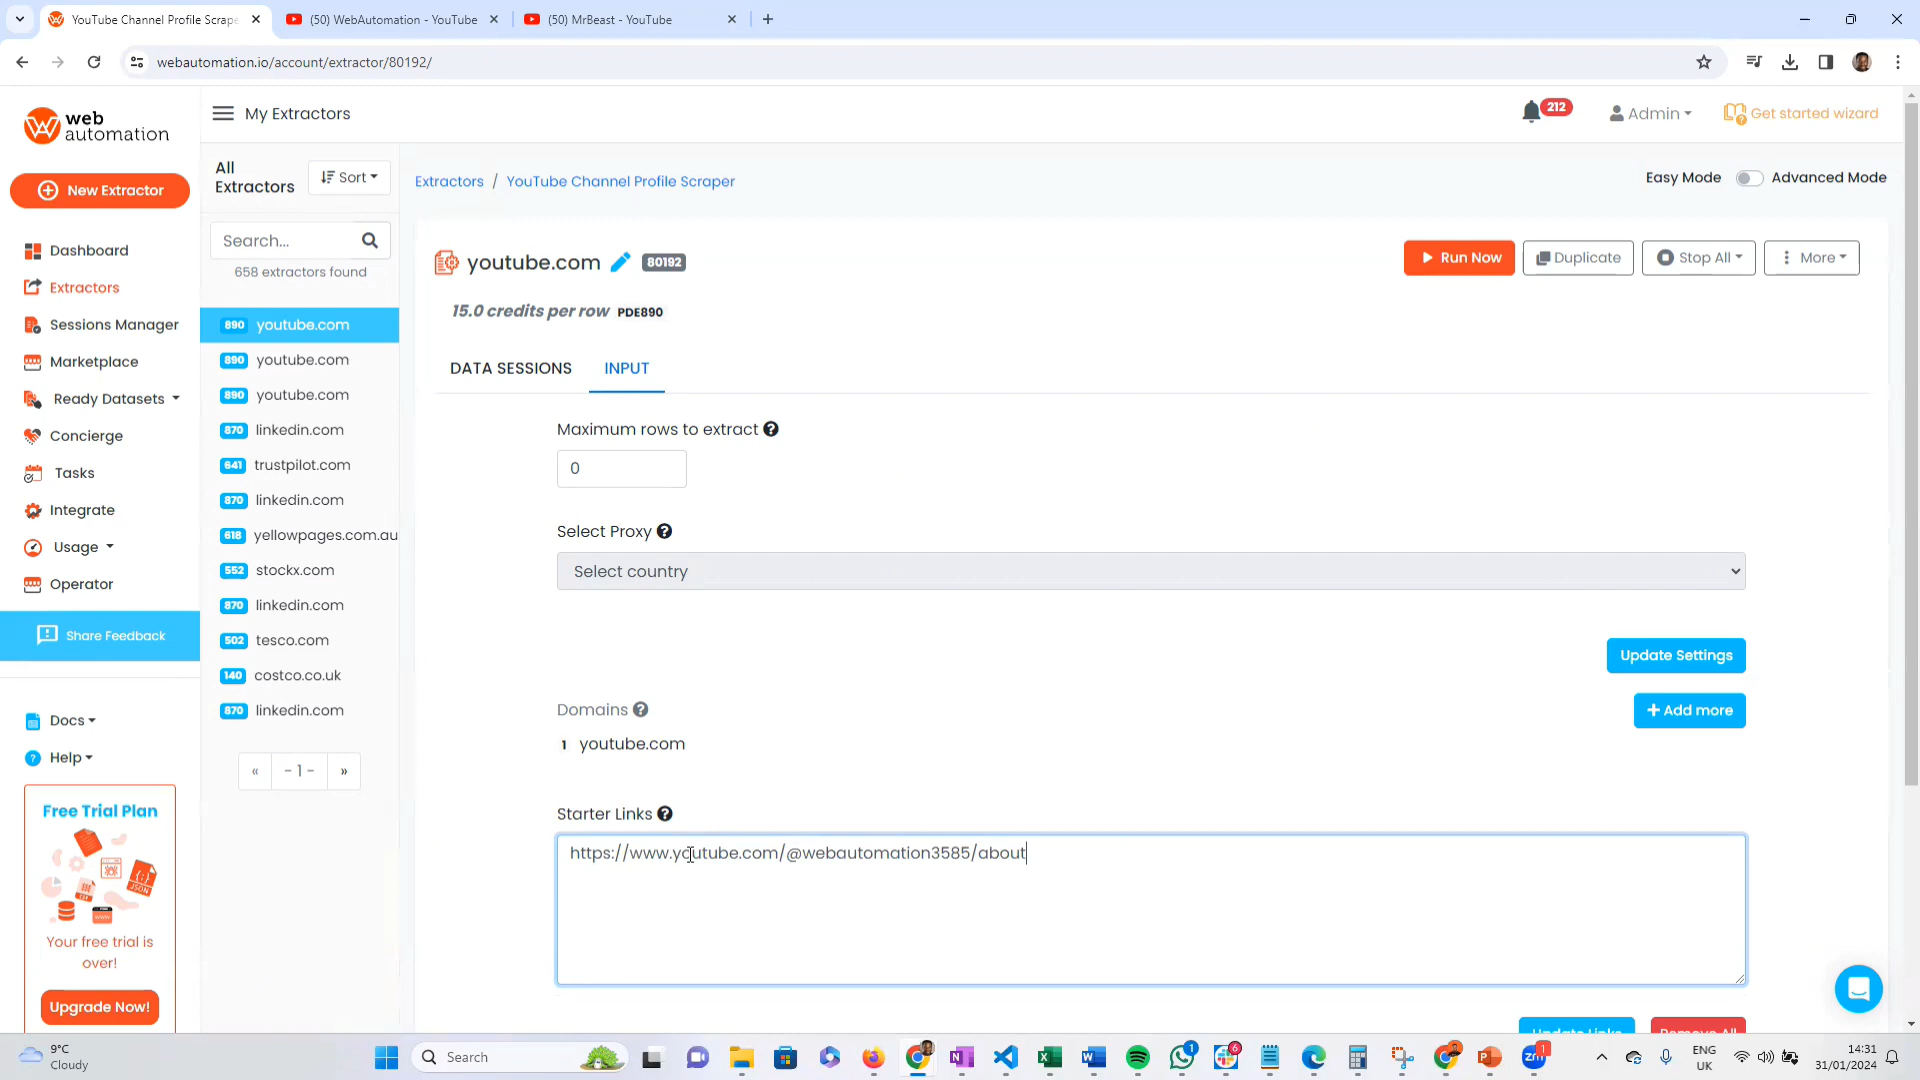 YouTube Channel Profile Scrape
(50) WebAutomation - YouTube
(50) MrBeast - YouTube
webautomation.io/account/extractor/80192/
web
automation
My Extractors
212
Admin
Get started wizard
New Extractor
Dashboard
Extractors
Sessions Manager
Marketplace
Ready Datasets
Concierge
Tasks
Integrate
Usage
Operator
Share Feedback
Docs
Help
Free Trial Plan
JSON
Your free trial is
over!
Upgrade Now!
All
Extractors
Sort
Search...
658 extractors found
890 youtube.com
890 youtube.com
890 youtube.com
870 linkedin.com
641 trustpilot.com
870 linkedin.com
618 yellowpages.com.au
552 stockx.com
870 linkedin.com
502 tesco.com
140 costco.co.uk
870 linkedin.com
« - 1 - »
Extractors / YouTube Channel Profile Scraper
Easy Mode
Advanced Mode
youtube.com 80192
Run Now
Duplicate
Stop All
More
15.0 credits per row PDE890
DATA SESSIONS
INPUT
Maximum rows to extract
0
Select Proxy
Select country
Update Settings
Domains
+ Add more
1 youtube.com
Starter Links
https://www.youtube.com/@webautomation3585/about
Update Links
Remove All
9°C
Cloudy
Search
1
6
1
ENG
UK
14:31
31/01/2024